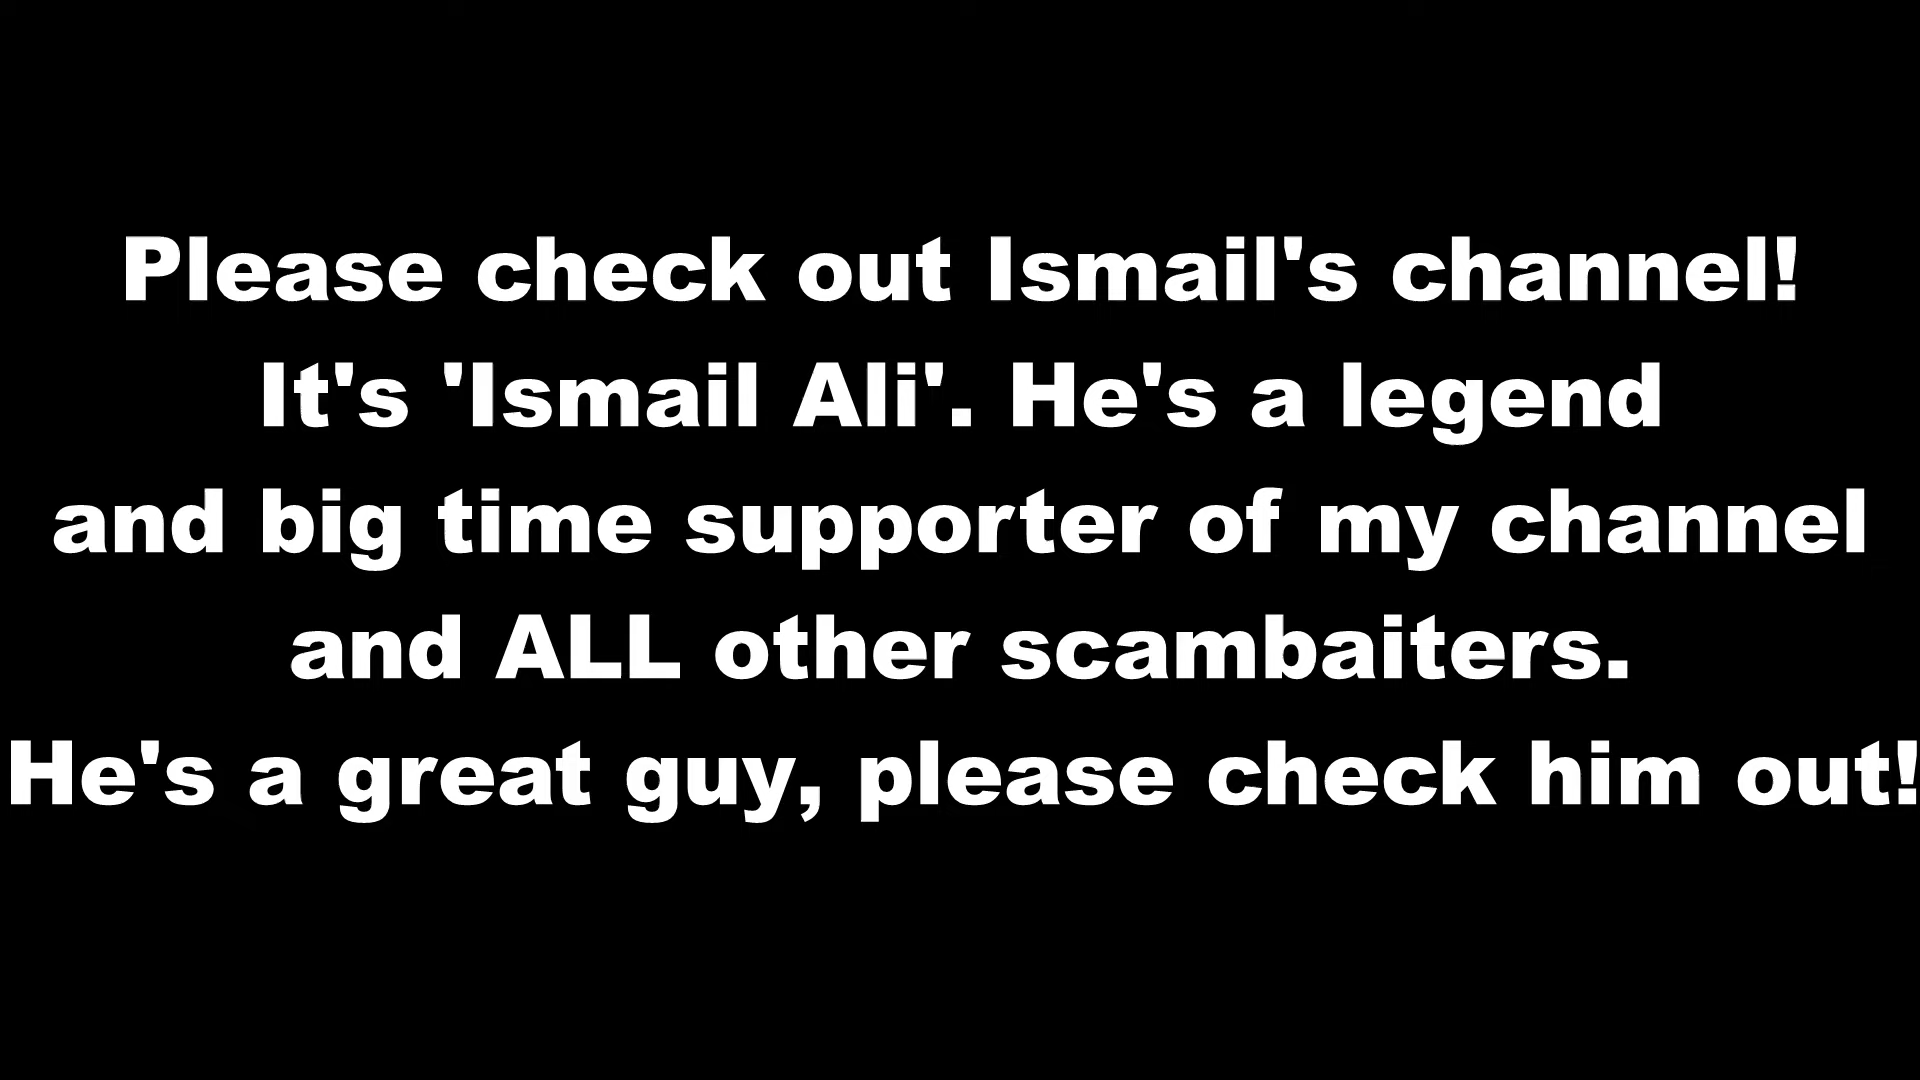 Please check out Ismail's channel!
It's 'Ismail Ali'. He's a legend
and big time supporter of my channel
and ALL other scambaiters.
He's a great guy, please check him out!